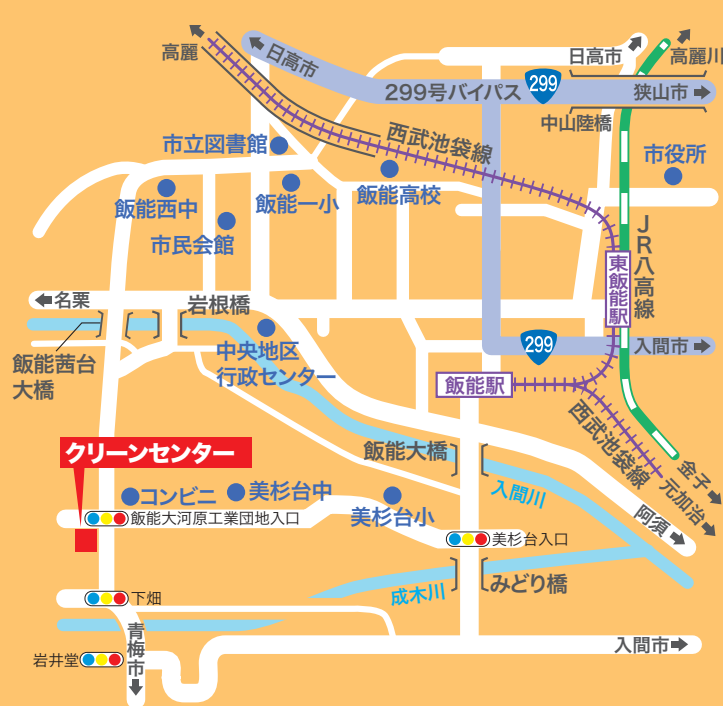 高麗
日高市
日高市
高麗川
299号バイパス
299
狭山市
中山陸橋
西武池袋線
市役所
市立図書館
飯能西中
飯能一小
飯能高校
市民会館
JR八高線
東飯能駅
名栗
岩根橋
飯能茜台
大橋
中央地区
行政センター
299
入間市
飯能駅
西武池袋線
飯能大橋
クリーンセンター
入間川
金子
元加治
阿須
コンビニ
美杉台中
美杉台小
飯能大河原工業団地入口
美杉台入口
成木川
みどり橋
下畑
青梅市
岩井堂
入間市